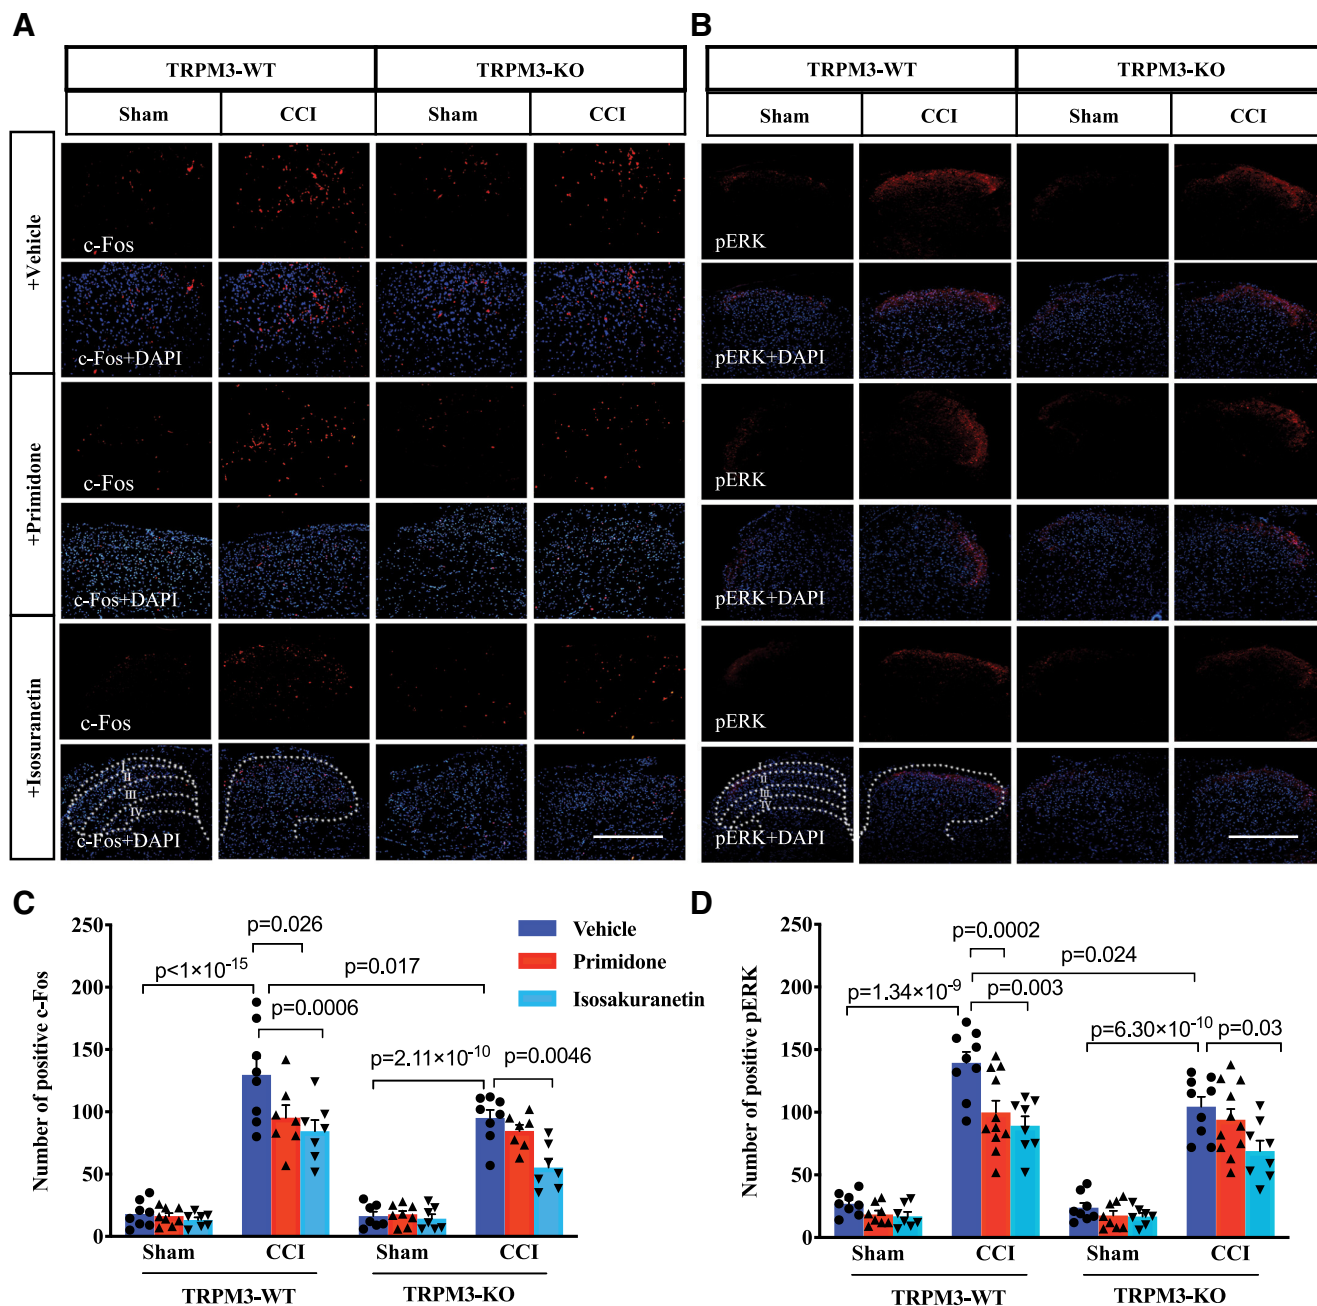 A
TRPM3-WT TRPM3-KO
Sham CCI Sham CCI
+Vehicle
c-Fos
c-Fos+DAPI
+Primidone
c-Fos
c-Fos+DAPI
+Isosuranetin
c-Fos
I
II
III
IV
c-Fos+DAPI
B
TRPM3-WT TRPM3-KO
Sham CCI Sham CCI
pERK
pERK+DAPI
pERK
pERK+DAPI
pERK
I
II
III
IV
pERK+DAPI
C
Number of positive c-Fos
250
200
150
100
50
0
p<1×10⁻¹⁵
p=0.026
p=0.017
p=0.0006
p=2.11×10⁻¹⁰
p=0.0046
Vehicle
Primidone
Isosakuranetin
Sham CCI Sham CCI
TRPM3-WT TRPM3-KO
D
Number of positive pERK
250
200
150
100
50
0
p=0.0002
p=0.024
p=1.34×10⁻⁹
p=0.003
p=6.30×10⁻¹⁰
p=0.03
Sham CCI Sham CCI
TRPM3-WT TRPM3-KO